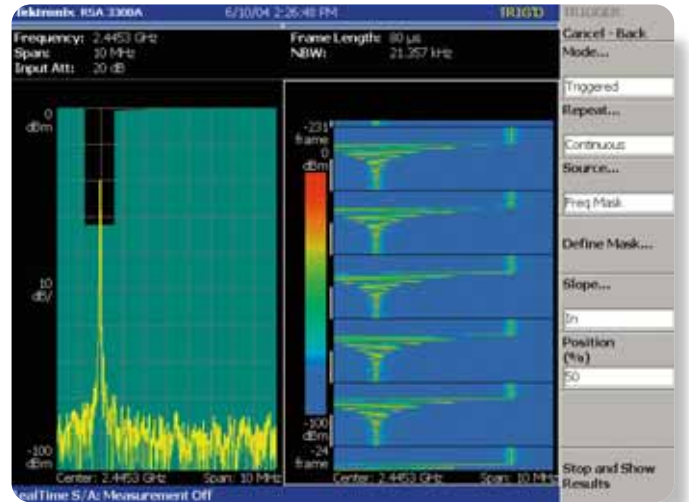 Tektronix RSA 3300A 6/10/04 2:26:48 PM TRIG'D TRIGGER
Frequency: 2.4453 GHz
Span: 10 MHz
Input Att: 20 dB
Frame Length: 80 µs
NBW: 21.357 kHz
Cancel - Back
Mode...
Triggered
Repeat...
Continuous
Source...
Freq Mask
Define Mask...
Slope...
In
Position
(%)
50
Stop and Show
Results
0
dBm
10
dB/
-100
dBm
Center: 2.4453 GHz Span: 10 MHz
-231
frame
0
dBm
-100
dBm
-24
frame
Center: 2.4453 GHz Span: 10 MHz
RealTime S/A: Measurement Off